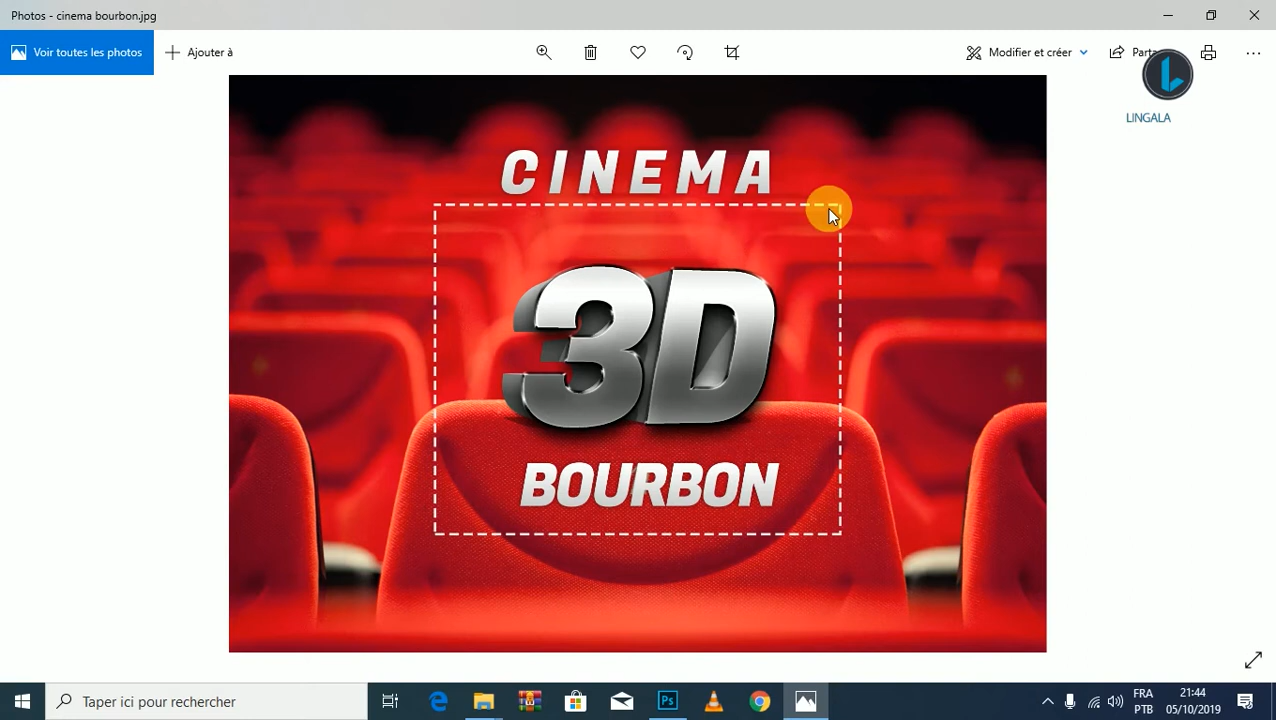 Photos - cinema bourbon.jpg
Voir toutes les photos
Ajouter à
Modifier et créer
LINGALA
CINEMA
3D
BOURBON
Taper ici pour rechercher
Ps
FRA
PTB
21:44
05/10/2019